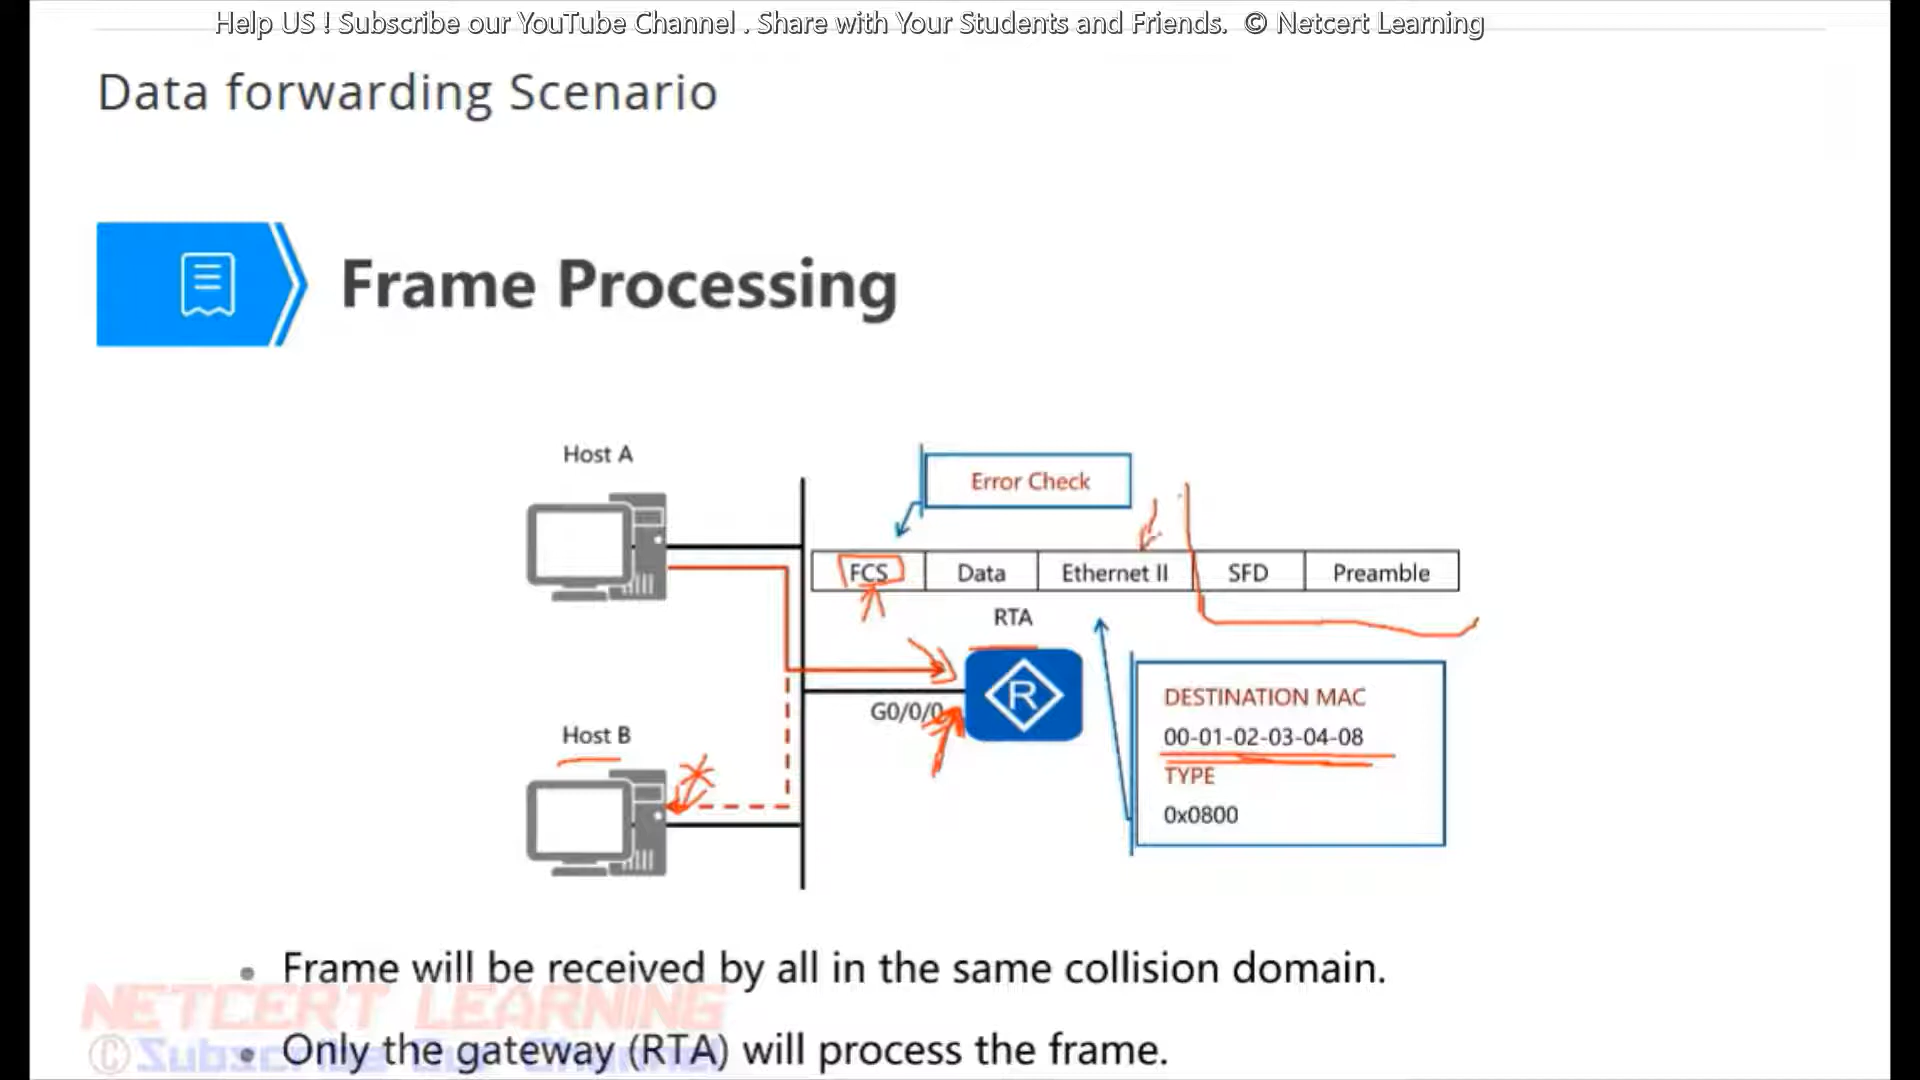 Help US ! Subscribe our YouTube Channel . Share with Your Students and Friends. © Netcert Learning
Data forwarding Scenario
Frame Processing
Host A
Error Check
FCS Data Ethernet II SFD Preamble
RTA
R
G0/0/0
DESTINATION MAC
00-01-02-03-04-08
TYPE
0x0800
Host B
• Frame will be received by all in the same collision domain.
NETCERT LEARNING
• Only the gateway (RTA) will process the frame.
© Subscribe Our Channel